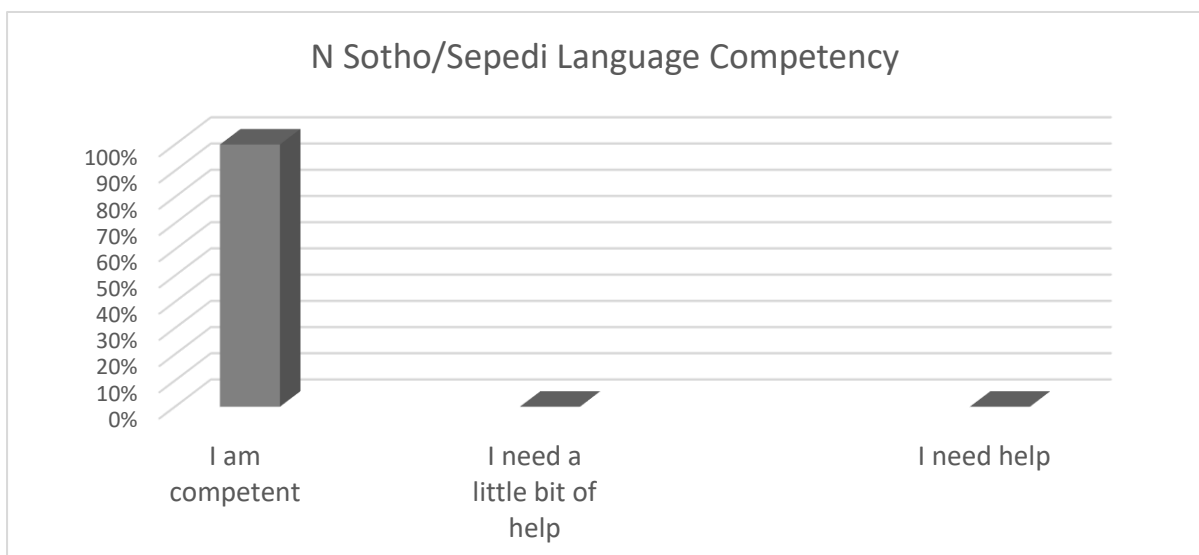 N Sotho/Sepedi Language Competency
100%
90%
80%
70%
60%
50%
40%
30%
20%
10%
0%
I am
competent
I need a
little bit of
help
I need help